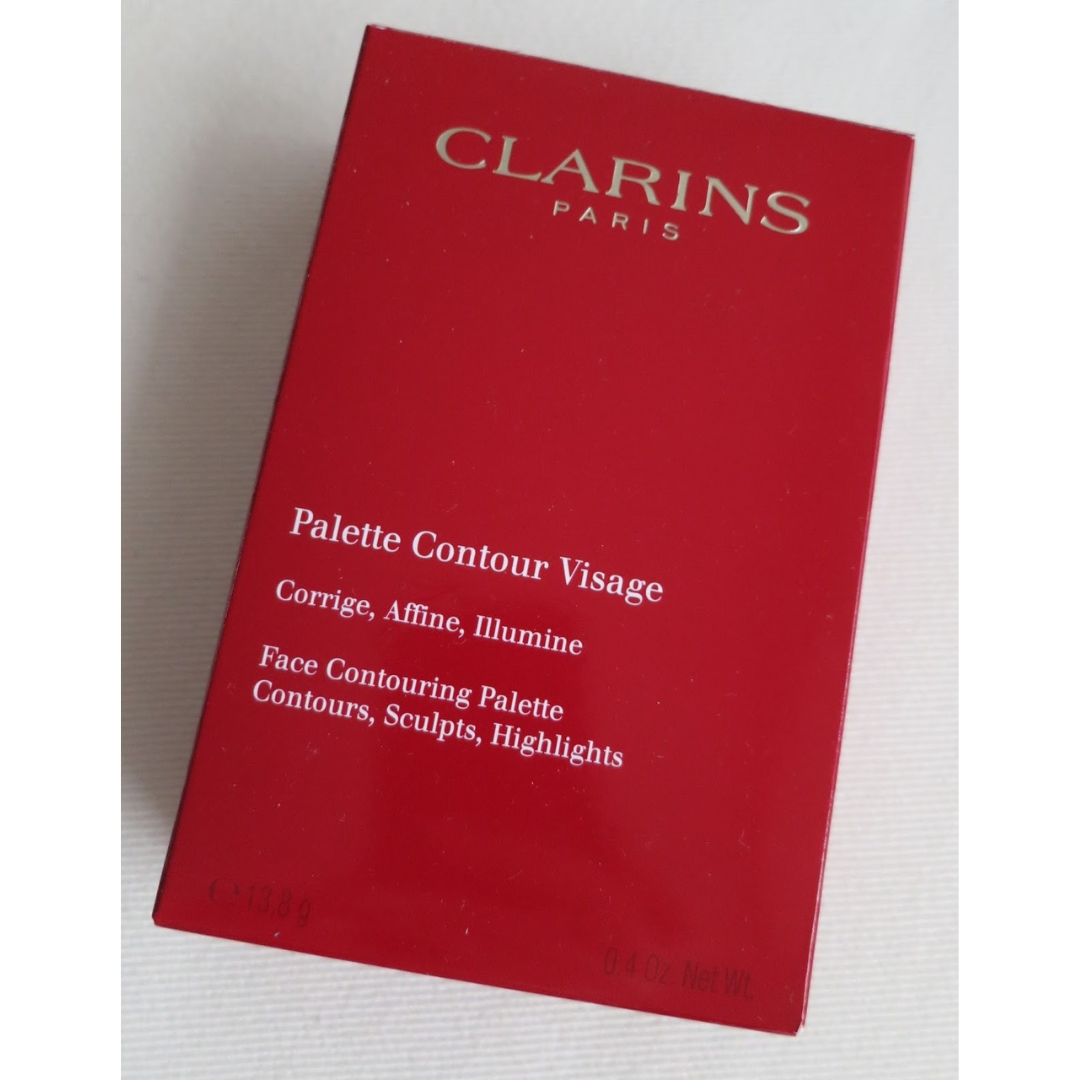 CLARINS
PARIS
Palette Contour Visage
Corrige, Affine, Illumine
Face Contouring Palette
Contours, Sculpts, Highlights
13,8 g
0.4 Oz. Net Wt.